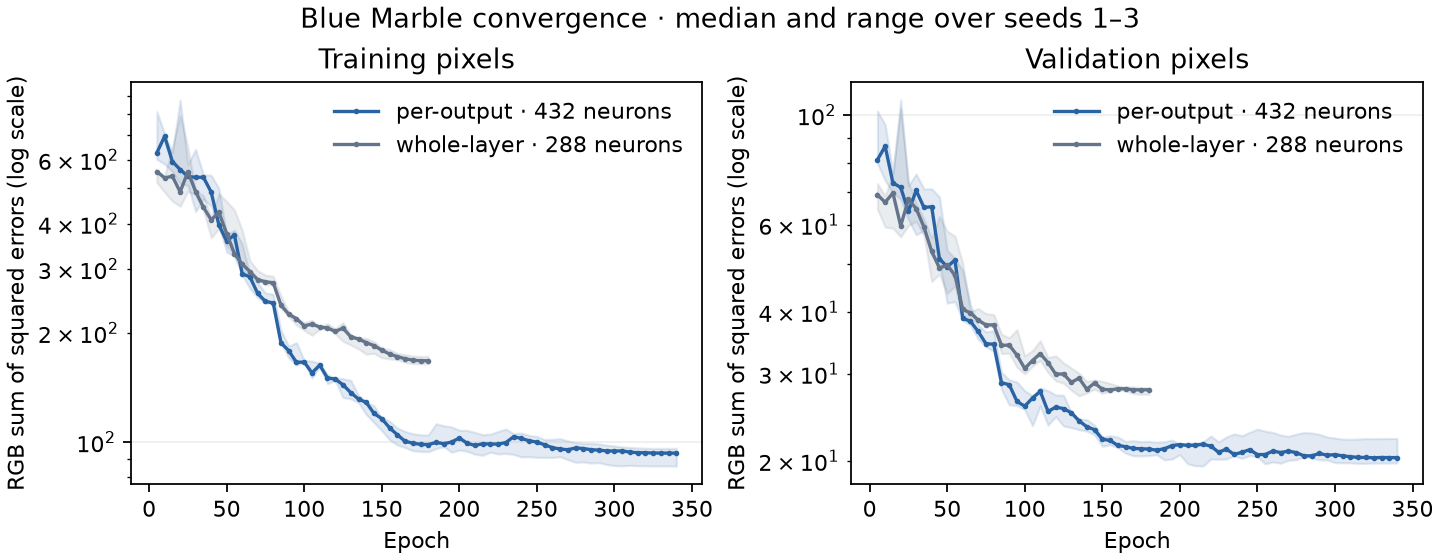 Blue Marble convergence · median and range over seeds 1–3
Training pixels
RGB sum of squared errors (log scale)
6 × 10²
4 × 10²
3 × 10²
2 × 10²
10²
per-output · 432 neurons
whole-layer · 288 neurons
0 50 100 150 200 250 300 350
Epoch
Validation pixels
RGB sum of squared errors (log scale)
10²
6 × 10¹
4 × 10¹
3 × 10¹
2 × 10¹
per-output · 432 neurons
whole-layer · 288 neurons
0 50 100 150 200 250 300 350
Epoch